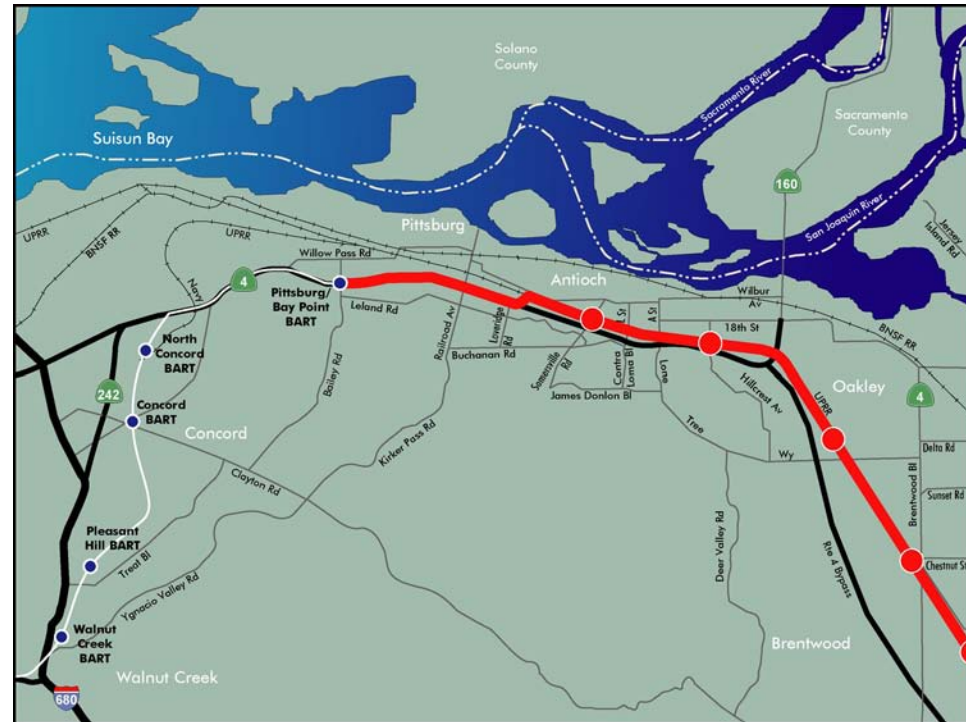 Solano
County
Sacramento River
Sacramento
County
Suisun Bay
160
San Joaquin River
Jersey
Island Rd
UPRR
BNSF RR
UPRR
Pittsburg
Willow Pass Rd
Navy
4
Pittsburg/
Bay Point
BART
Leland Rd
Antioch
Wilbur
Av
L St
A St
18th St
BNSF RR
Railroad Av
Loveridge
Rd
Buchanan Rd
Somersville
Rd
Contra
Loma Bl
James Donlon Bl
Lone
Tree
Wy
Hillcrest Av
UPRR
Oakley
4
North
Concord
BART
Bailey Rd
242
Concord
BART
Concord
Kirker Pass Rd
Clayton Rd
Delta Rd
Brentwood Bl
Sunset Rd
Deer Valley Rd
Rte 4 Bypass
Chestnut St
Pleasant
Hill BART
Treat Bl
Ygnacio Valley Rd
Walnut
Creek
BART
Walnut Creek
Brentwood
680